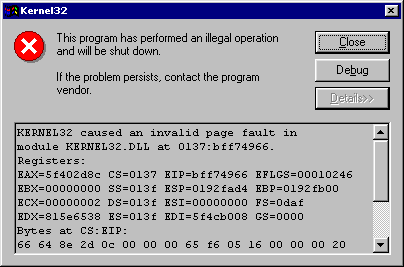 Kernel32
This program has performed an illegal operation
and will be shut down.
If the problem persists, contact the program
vendor.
Close
Debug
Details>>
KERNEL32 caused an invalid page fault in
module KERNEL32.DLL at 0137:bff74966.
Registers:
EAX=5f402d8c CS=0137 EIP=bff74966 EFLGS=00010246
EBX=00000000 SS=013f ESP=0192fad4 EBP=0192fb00
ECX=00000002 DS=013f ESI=00000000 FS=0daf
EDX=815e6538 ES=013f EDI=5f4cb008 GS=0000
Bytes at CS:EIP:
66 64 8e 2d 0c 00 00 00 65 f6 05 16 00 00 00 20